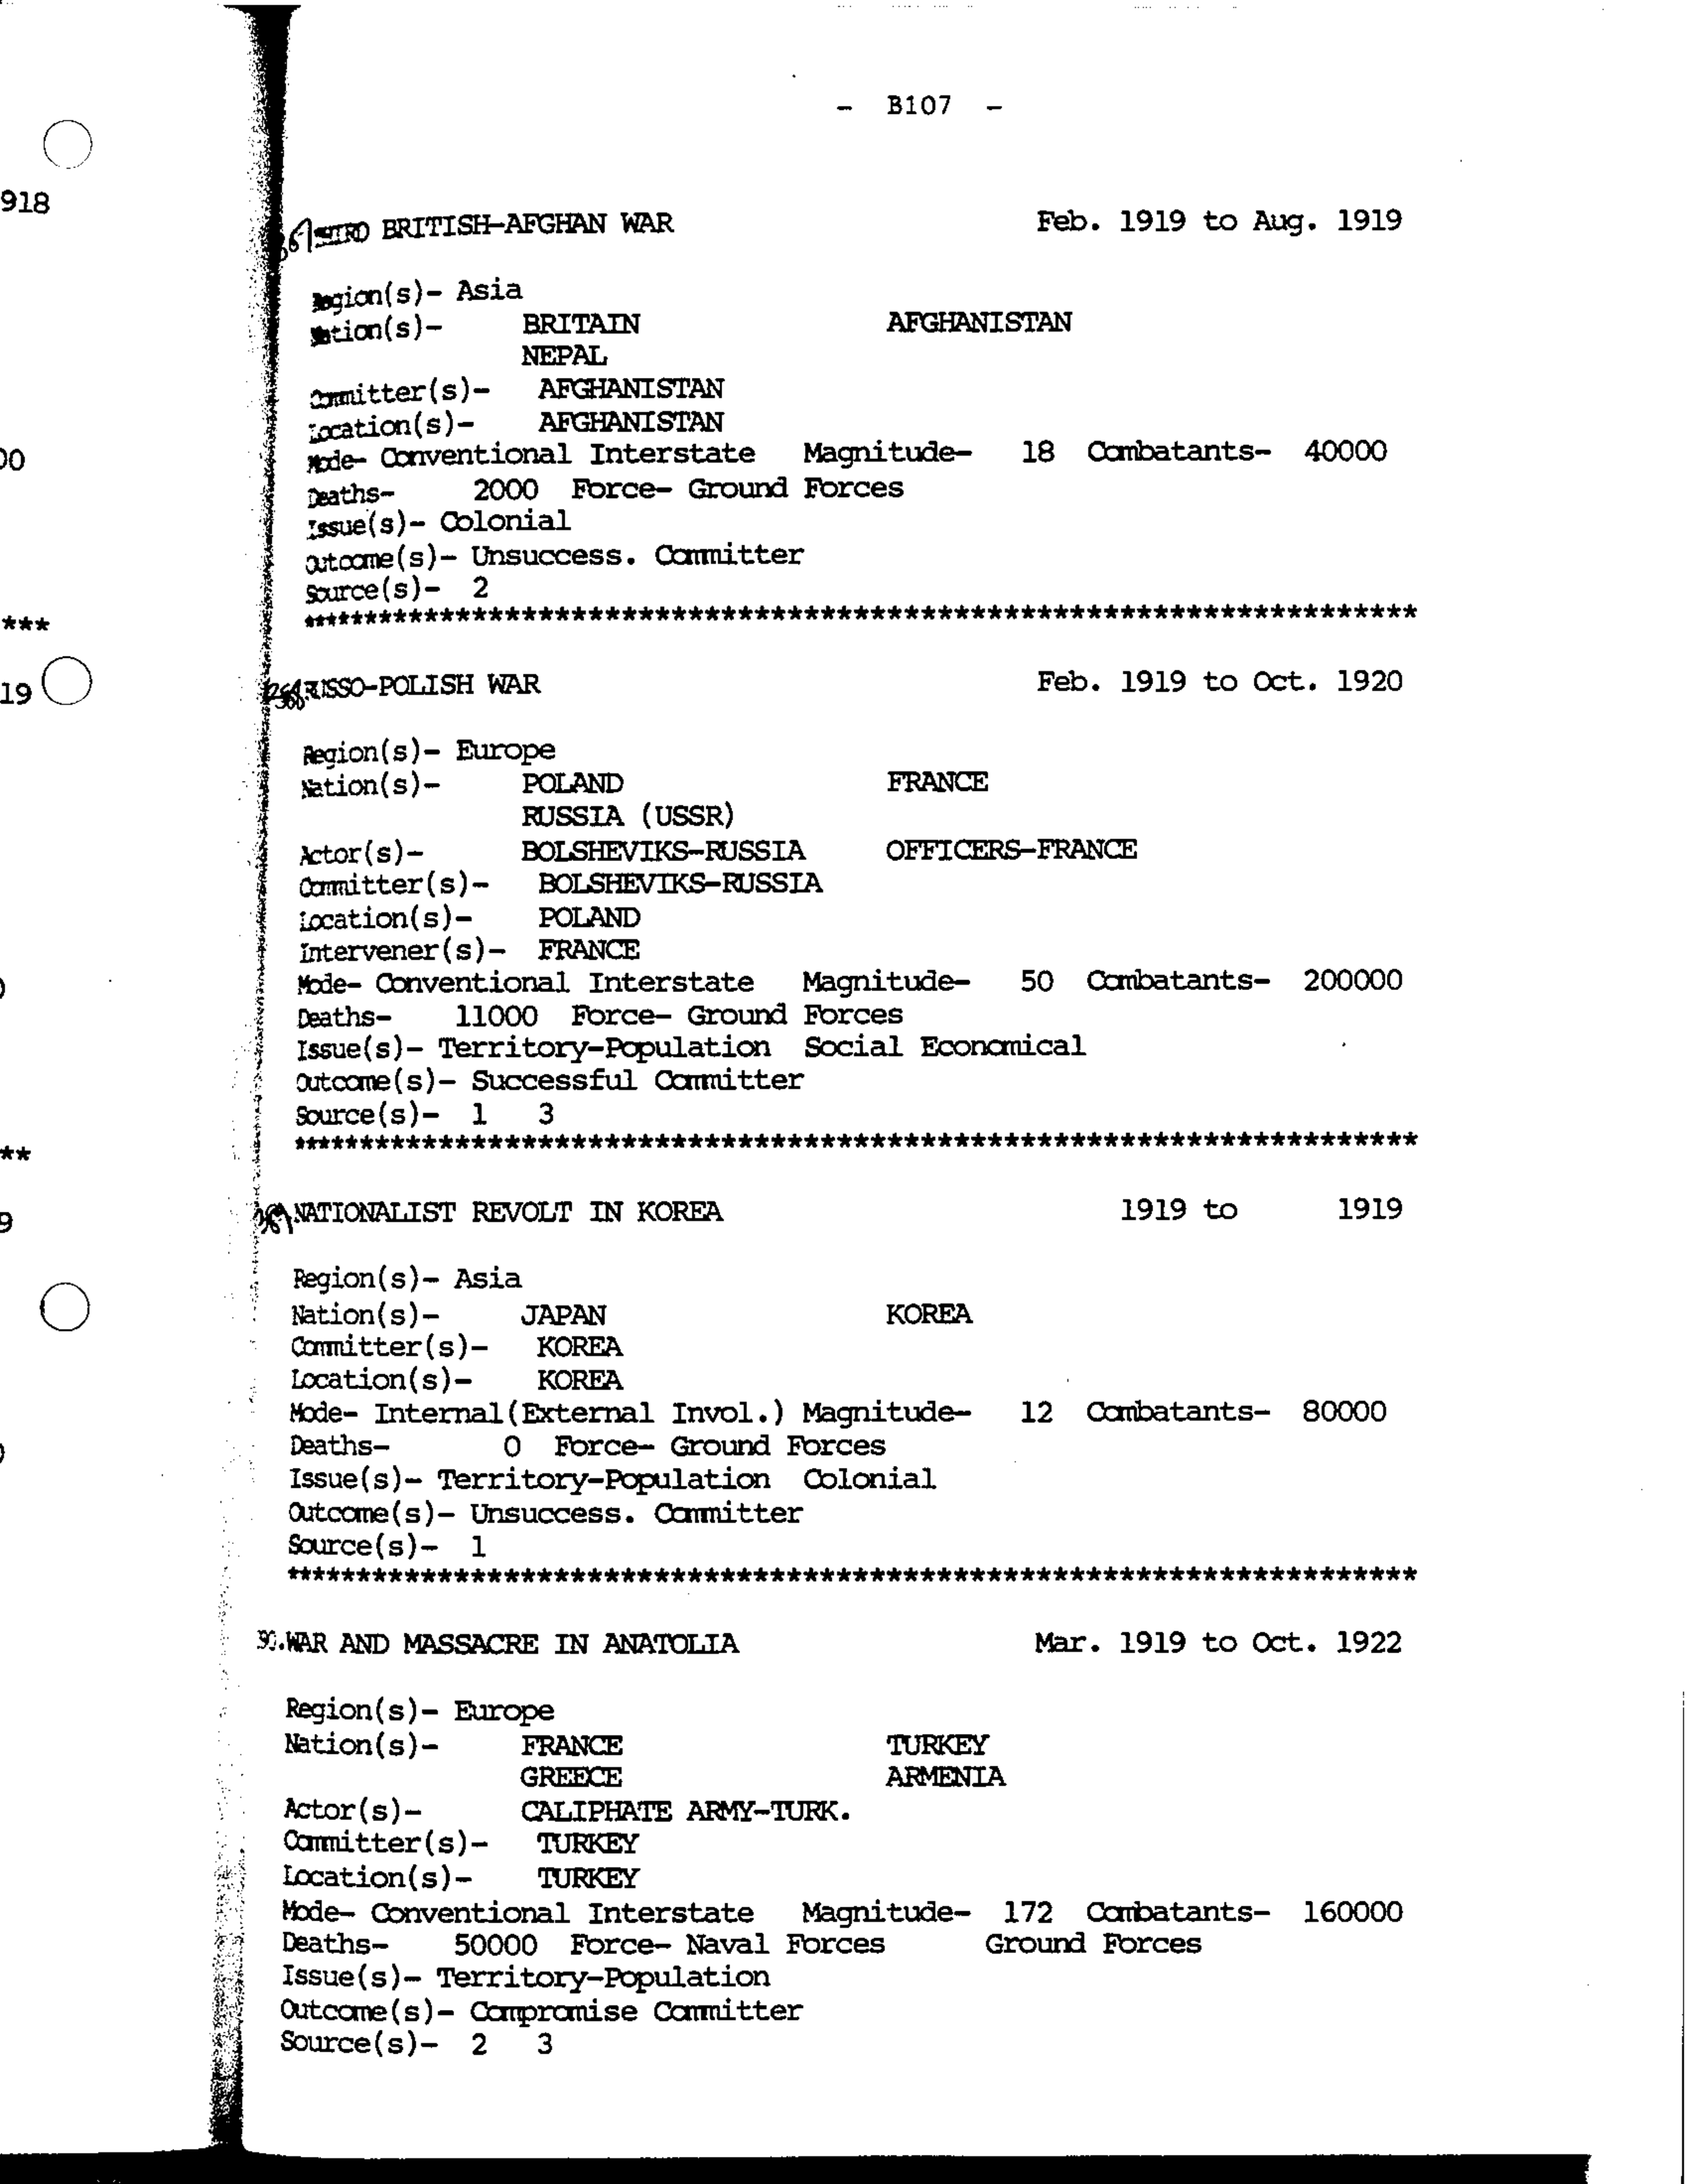 - B107 -
918
BRITISH-AFGHAN WAR Feb. 1919 to Aug. 1919
Region(s)- Asia
Nation(s)- BRITAIN AFGHANISTAN
NEPAL
Committer(s)- AFGHANISTAN
Location(s)- AFGHANISTAN
00
Mode- Conventional Interstate Magnitude- 18 Combatants- 40000
Deaths- 2000 Force- Ground Forces
Issue(s)- Colonial
Outcome(s)- Unsuccess. Committer
Source(s)- 2
***
************************************************************************
19
RUSSO-POLISH WAR Feb. 1919 to Oct. 1920
Region(s)- Europe
Nation(s)- POLAND FRANCE
RUSSIA (USSR)
Actor(s)- BOLSHEVIKS-RUSSIA OFFICERS-FRANCE
Committer(s)- BOLSHEVIKS-RUSSIA
Location(s)- POLAND
Intervener(s)- FRANCE
Mode- Conventional Interstate Magnitude- 50 Combatants- 200000
Deaths- 11000 Force- Ground Forces
Issue(s)- Territory-Population Social Economical
Outcome(s)- Successful Committer
Source(s)- 1 3
**
************************************************************************
9
NATIONALIST REVOLT IN KOREA 1919 to 1919
Region(s)- Asia
Nation(s)- JAPAN KOREA
Committer(s)- KOREA
Location(s)- KOREA
Mode- Internal(External Invol.) Magnitude- 12 Combatants- 80000
Deaths- 0 Force- Ground Forces
Issue(s)- Territory-Population Colonial
Outcome(s)- Unsuccess. Committer
Source(s)- 1
************************************************************************
WAR AND MASSACRE IN ANATOLIA Mar. 1919 to Oct. 1922
Region(s)- Europe
Nation(s)- FRANCE TURKEY
GREECE ARMENIA
Actor(s)- CALIPHATE ARMY-TURK.
Committer(s)- TURKEY
Location(s)- TURKEY
Mode- Conventional Interstate Magnitude- 172 Combatants- 160000
Deaths- 50000 Force- Naval Forces Ground Forces
Issue(s)- Territory-Population
Outcome(s)- Compromise Committer
Source(s)- 2 3